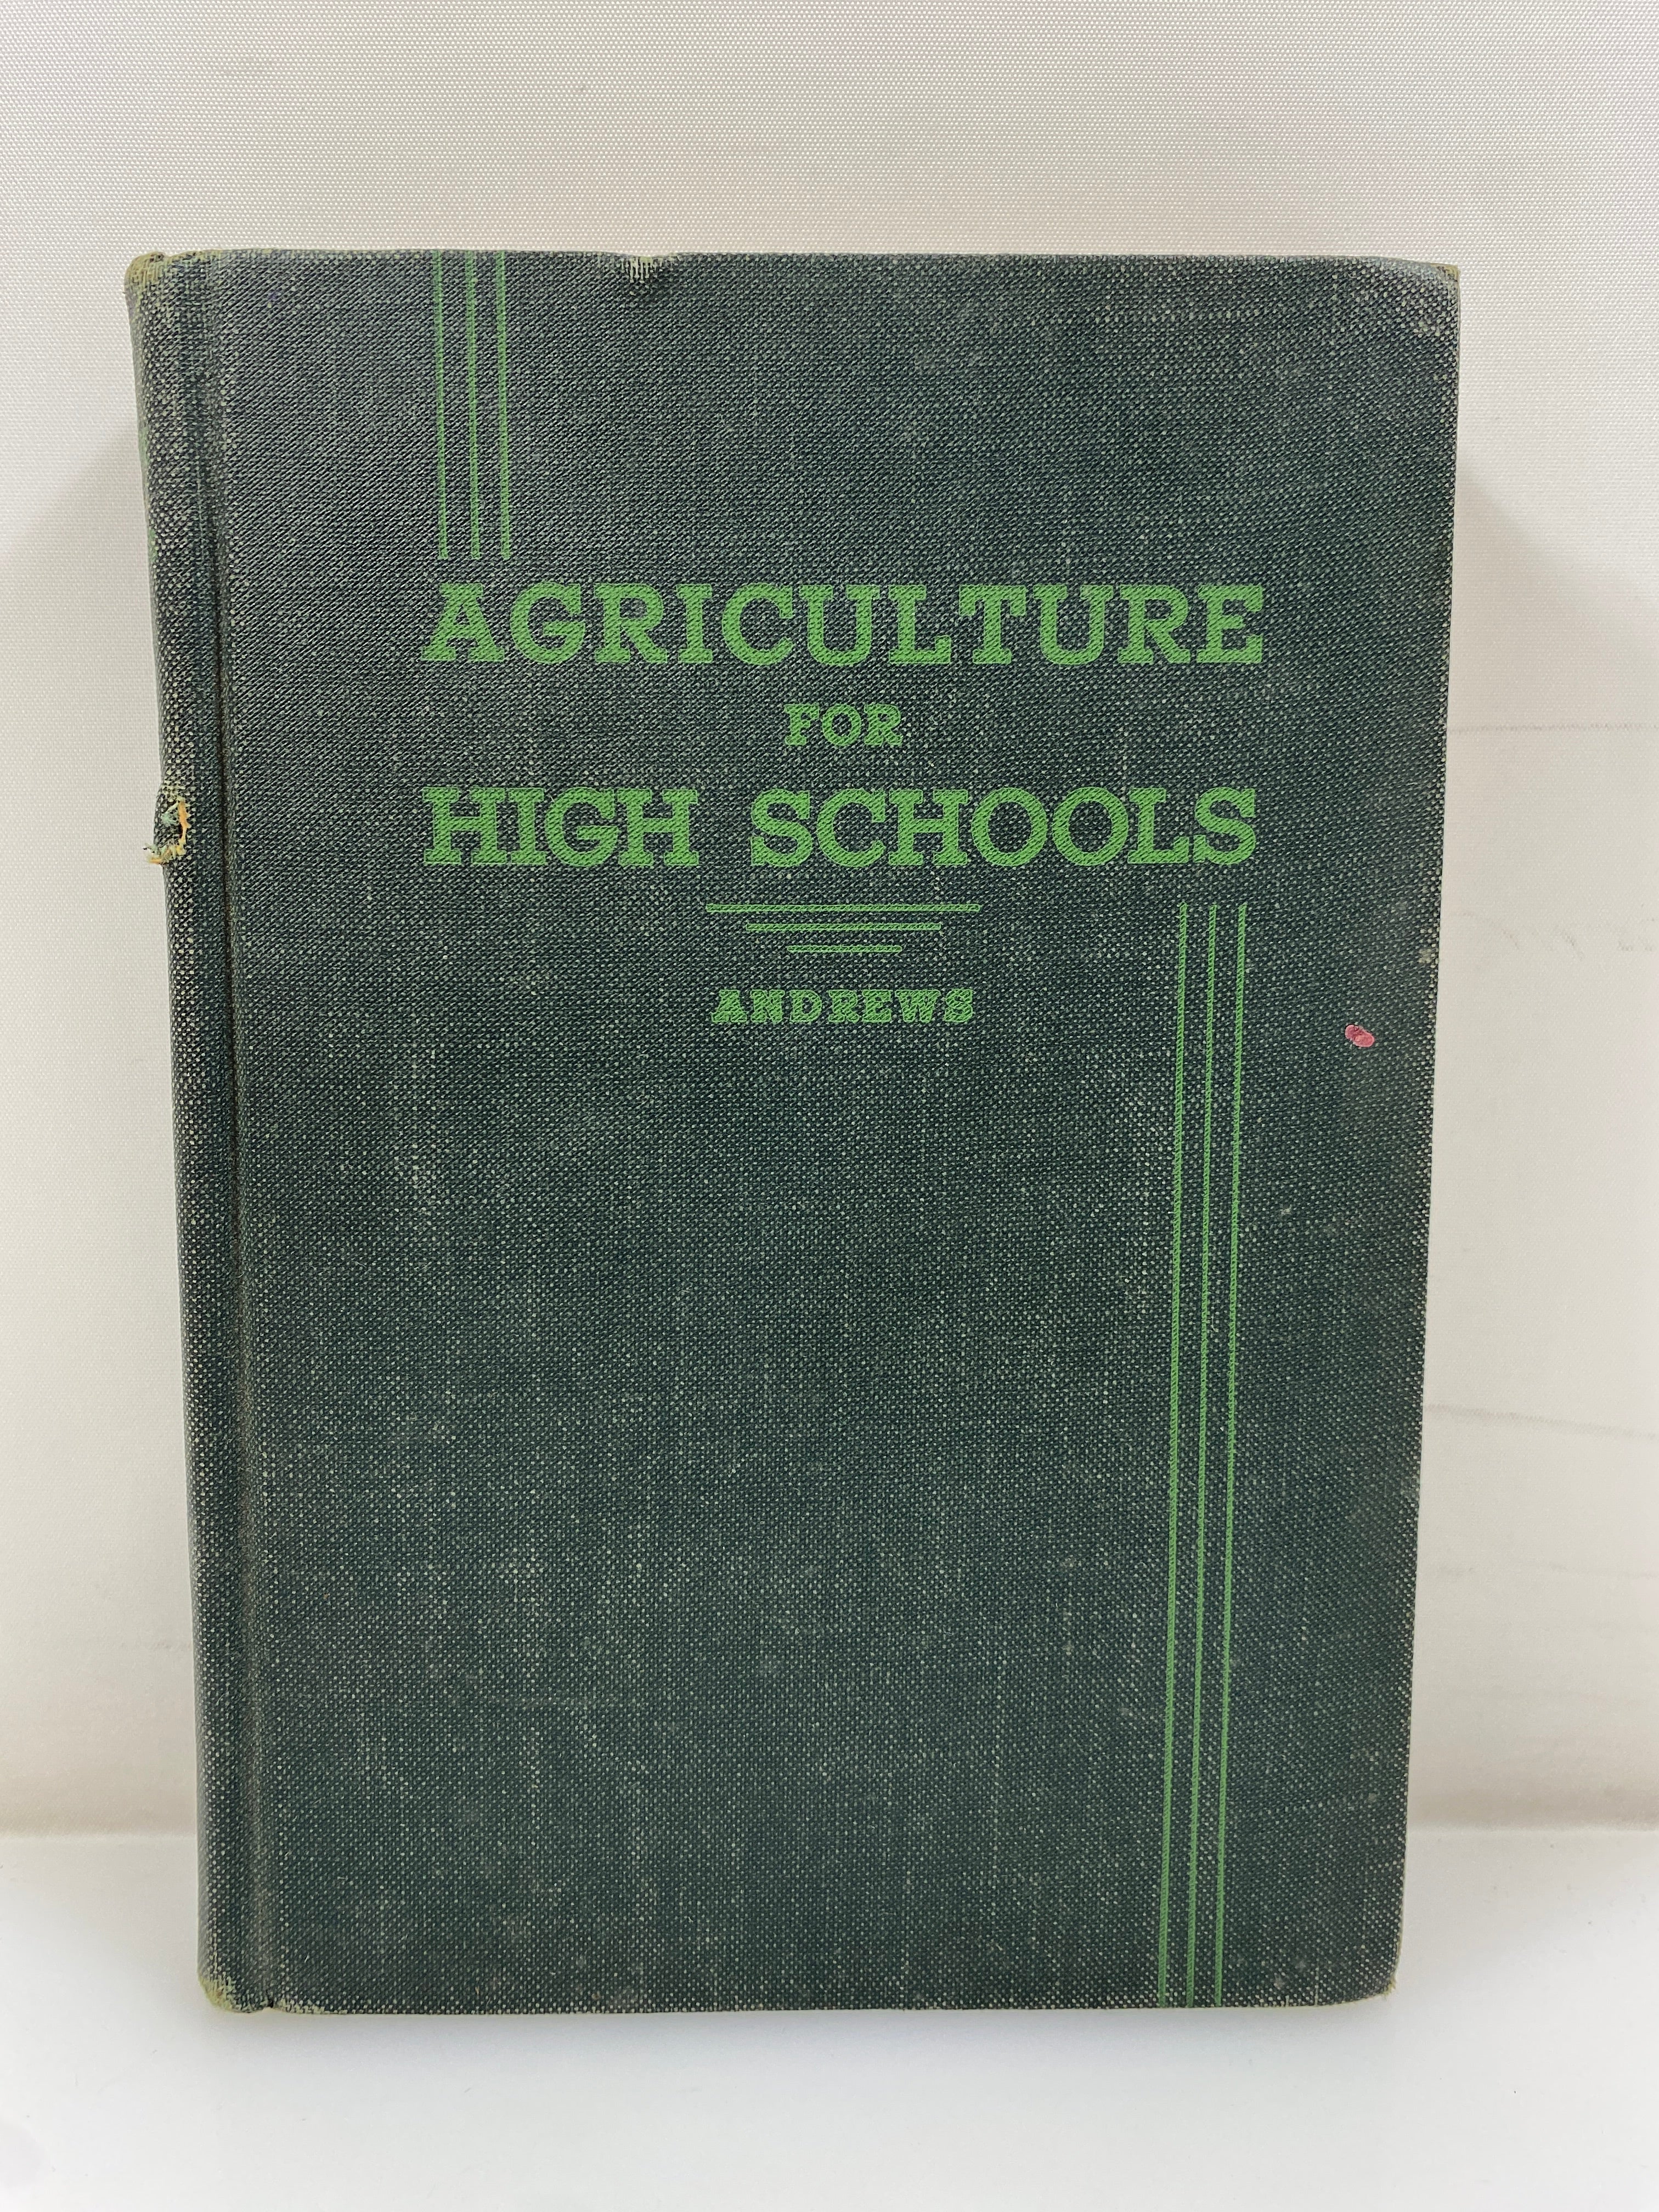 AGRICULTURE
FOR
HIGH SCHOOLS
ANDREWS